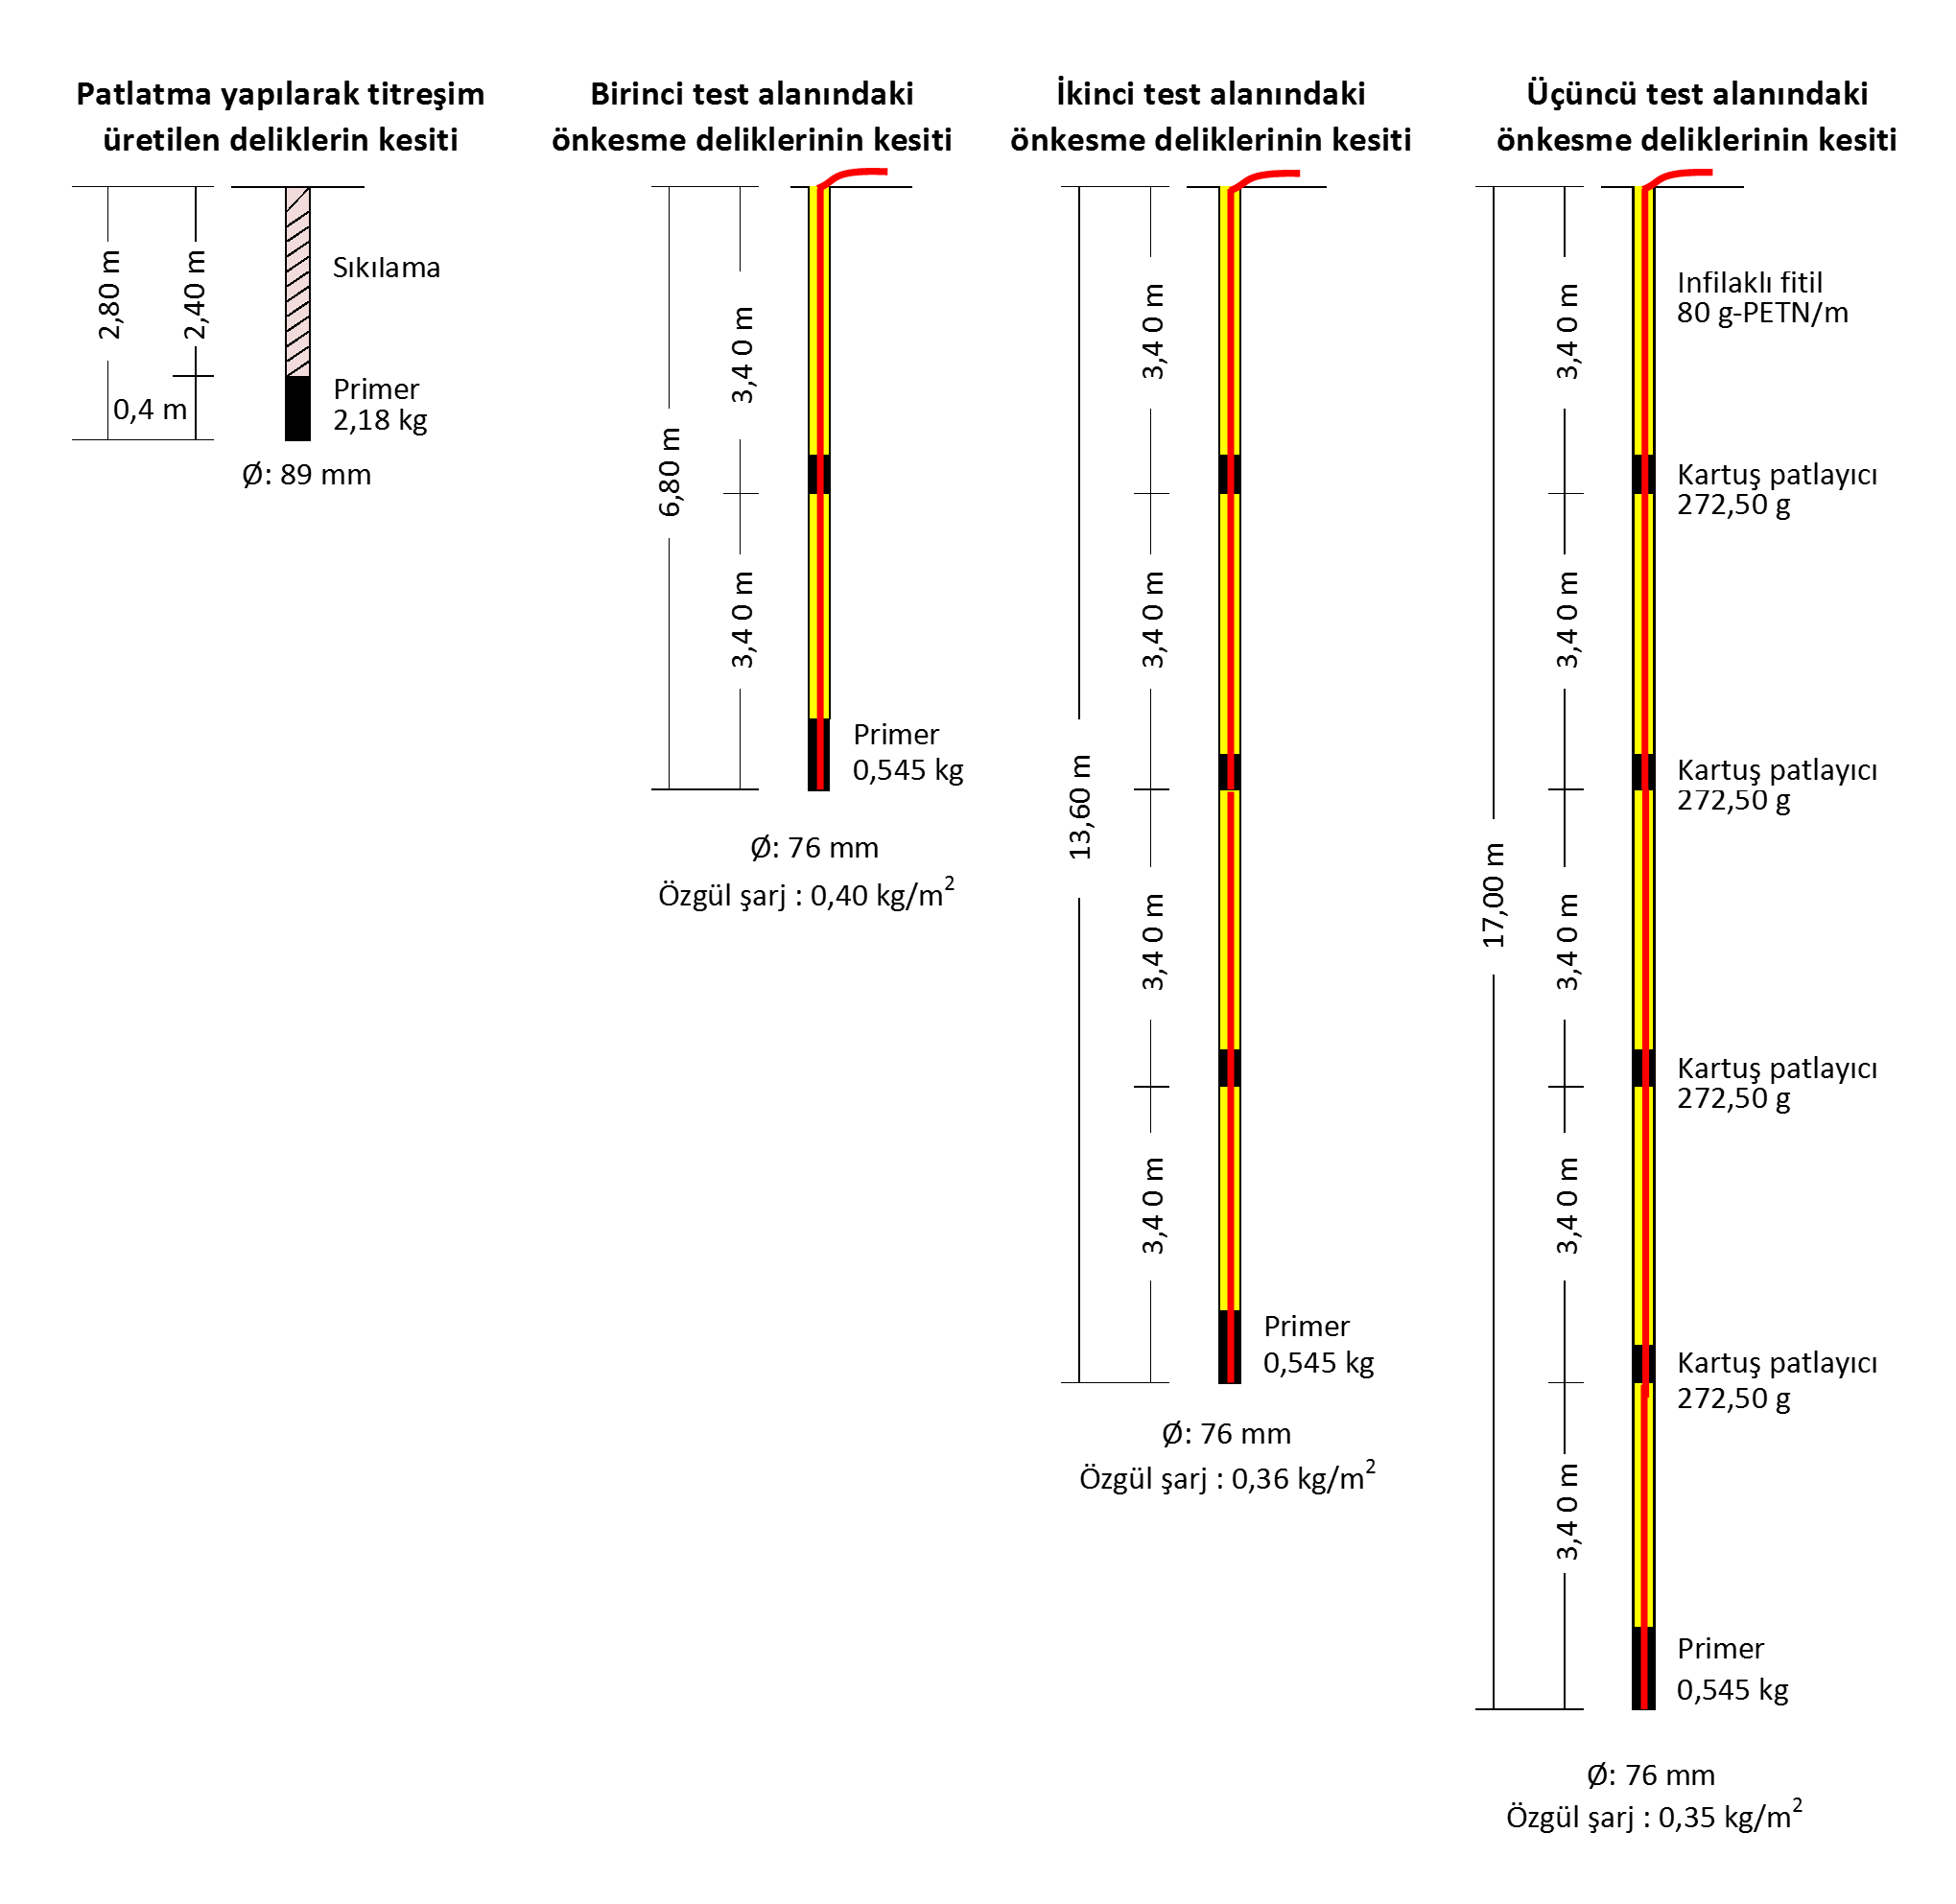 Patlatma yapılarak titreşim
üretilen deliklerin kesiti
2,80 m
2,40 m
0,4 m
Sıkılama
Primer
2,18 kg
Ø: 89 mm
Birinci test alanındaki
önkesme deliklerinin kesiti
6,80 m
3,4 0 m
3,4 0 m
Primer
0,545 kg
Ø: 76 mm
Özgül şarj : 0,40 kg/m²
İkinci test alanındaki
önkesme deliklerinin kesiti
13,60 m
3,4 0 m
3,4 0 m
3,4 0 m
3,4 0 m
Primer
0,545 kg
Ø: 76 mm
Özgül şarj : 0,36 kg/m²
Üçüncü test alanındaki
önkesme deliklerinin kesiti
17,00 m
3,4 0 m
3,4 0 m
3,4 0 m
3,4 0 m
3,4 0 m
Infilaklı fitil
80 g-PETN/m
Kartuş patlayıcı
272,50 g
Kartuş patlayıcı
272,50 g
Kartuş patlayıcı
272,50 g
Kartuş patlayıcı
272,50 g
Primer
0,545 kg
Ø: 76 mm
Özgül şarj : 0,35 kg/m²